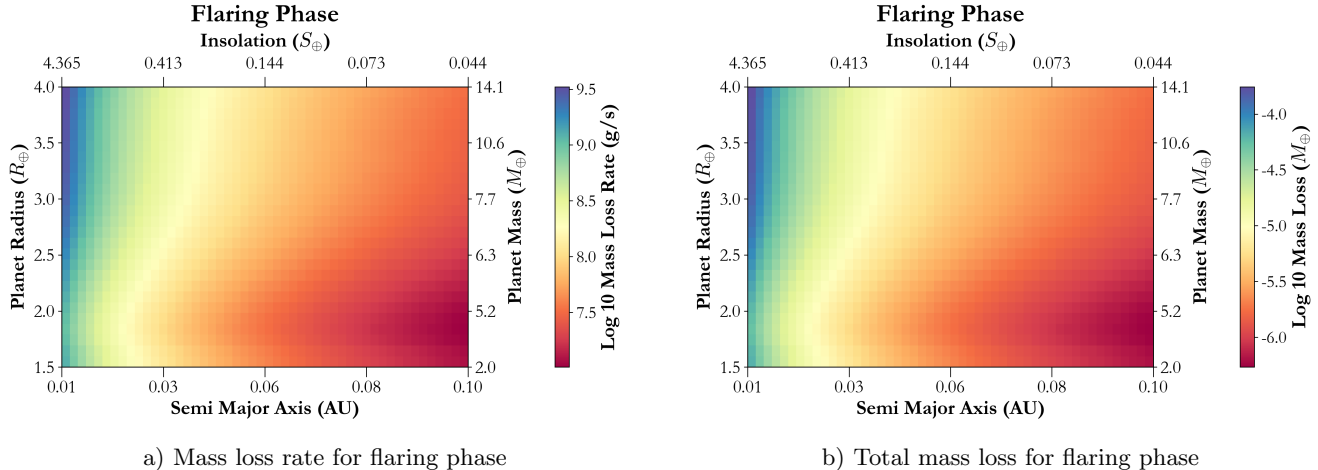 Flaring Phase
Insolation (S⊕)
4.365 0.413 0.144 0.073 0.044
4.0 14.1 9.5
3.5 10.6 9.0
3.0 7.7 8.5
2.5 6.3 8.0
2.0 5.2 7.5
1.5 2.0
Planet Radius (R⊕)
Planet Mass (M⊕)
Log 10 Mass Loss Rate (g/s)
0.01 0.03 0.06 0.08 0.10
Semi Major Axis (AU)
a) Mass loss rate for flaring phase
Flaring Phase
Insolation (S⊕)
4.365 0.413 0.144 0.073 0.044
4.0 14.1 -4.0
3.5 10.6 -4.5
3.0 7.7 -5.0
2.5 6.3 -5.5
2.0 5.2 -6.0
1.5 2.0
Planet Radius (R⊕)
Planet Mass (M⊕)
Log 10 Mass Loss (M⊕)
0.01 0.03 0.06 0.08 0.10
Semi Major Axis (AU)
b) Total mass loss for flaring phase